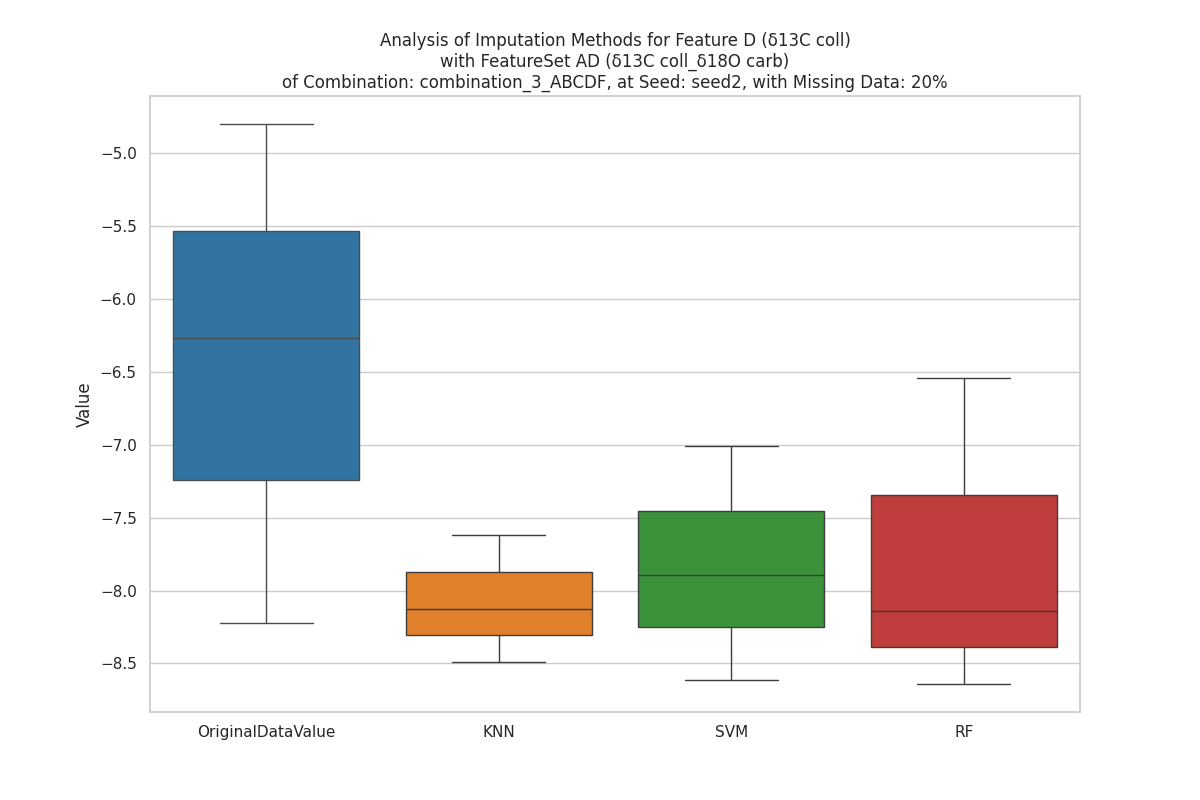 Analysis of Imputation Methods for Feature D (δ13C coll)
with FeatureSet AD (δ13C coll_δ18O carb)
of Combination: combination_3_ABCDF, at Seed: seed2, with Missing Data: 20%
Value
−5.0
−5.5
−6.0
−6.5
−7.0
−7.5
−8.0
−8.5
OriginalDataValue
KNN
SVM
RF